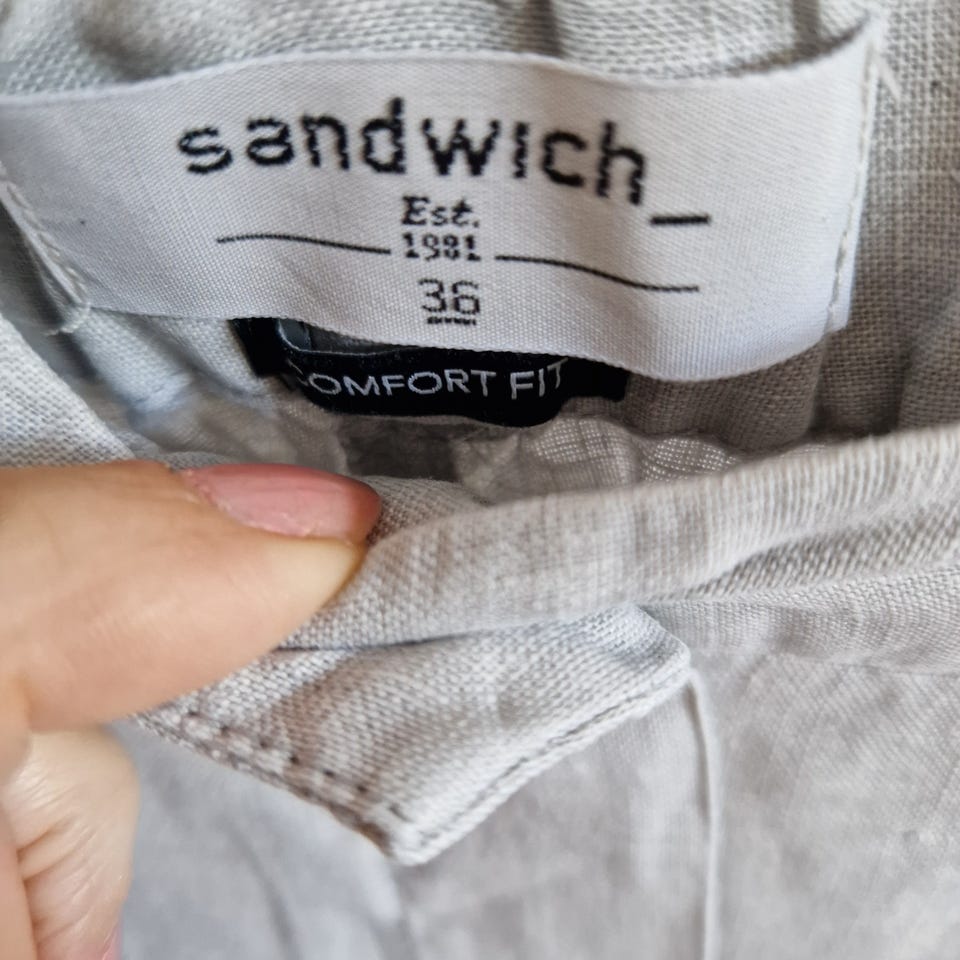 sandwich_
Est.
1981
36
COMFORT FIT